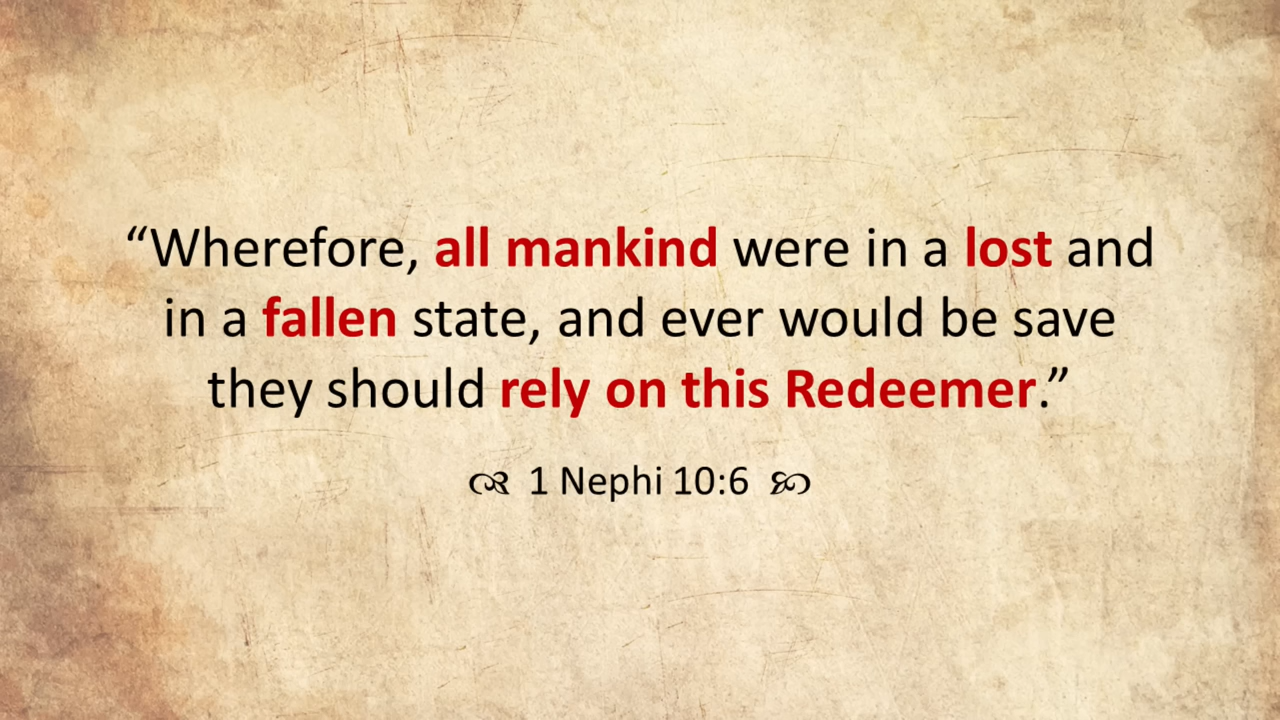 “Wherefore, all mankind were in a lost and
in a fallen state, and ever would be save
they should rely on this Redeemer.”
1 Nephi 10:6